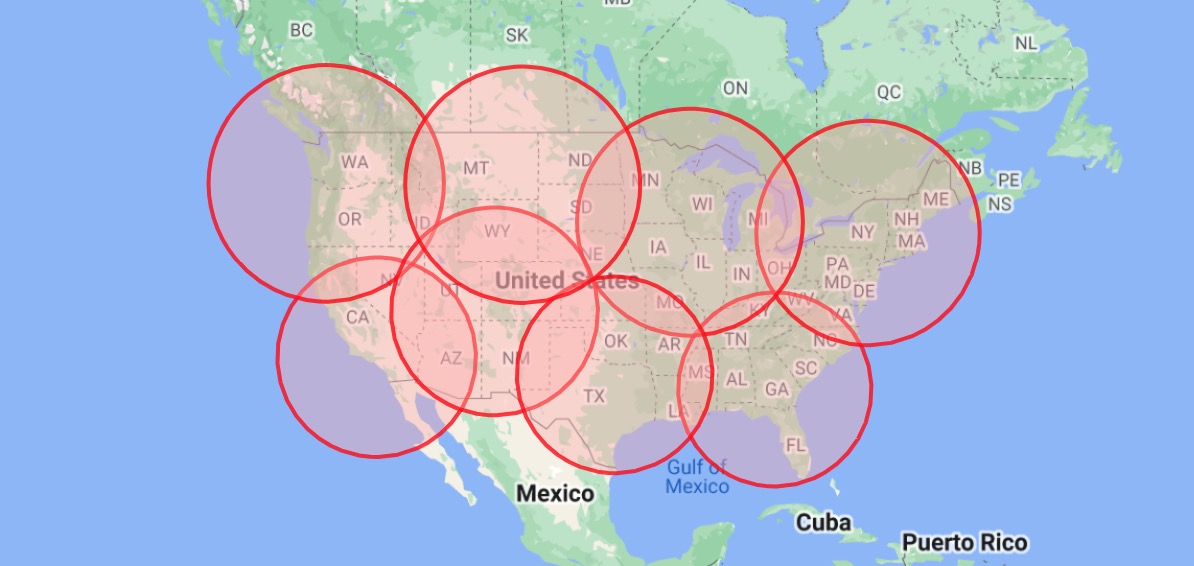 MB
BC
SK
NL
ON
QC
WA
MT
ND
MN
NB
PE
NS
ME
OR
ID
SD
WI
MI
NH
NY
MA
WY
NE
IA
IL
IN
OH
PA
MD
DE
NV
UT
United States
CA
MO
KY
WV
VA
AZ
NM
OK
AR
TN
NC
TX
MS
AL
GA
SC
LA
FL
Gulf of
Mexico
Mexico
Cuba
Puerto Rico